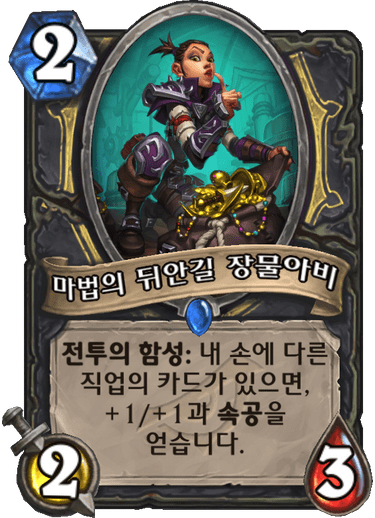 2
마법의 뒤안길 장물아비
전투의 함성: 내 손에 다른
직업의 카드가 있으면,
+1/+1과 속공을
얻습니다.
2
3